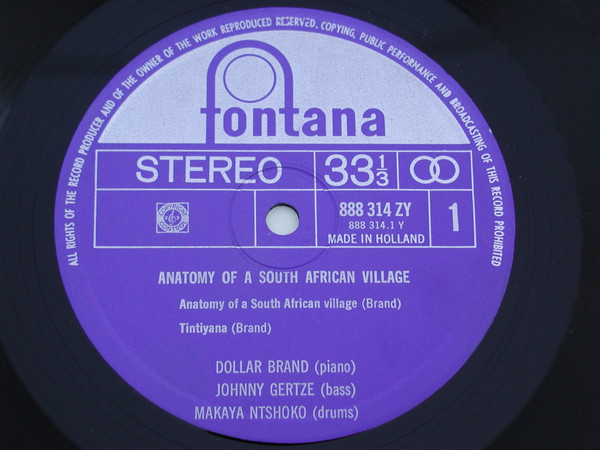 ALL RIGHTS OF THE RECORD PRODUCER AND OF THE OWNER OF THE WORK REPRODUCED RESERVED. COPYING, PUBLIC PERFORMANCE AND BROADCASTING OF THIS RECORD PROHIBITED
fontana
STEREO 33 1/3
888 314 ZY 1
888 314.1 Y
MADE IN HOLLAND
ANATOMY OF A SOUTH AFRICAN VILLAGE
Anatomy of a South African village (Brand)
Tintiyana (Brand)
DOLLAR BRAND (piano)
JOHNNY GERTZE (bass)
MAKAYA NTSHOKO (drums)